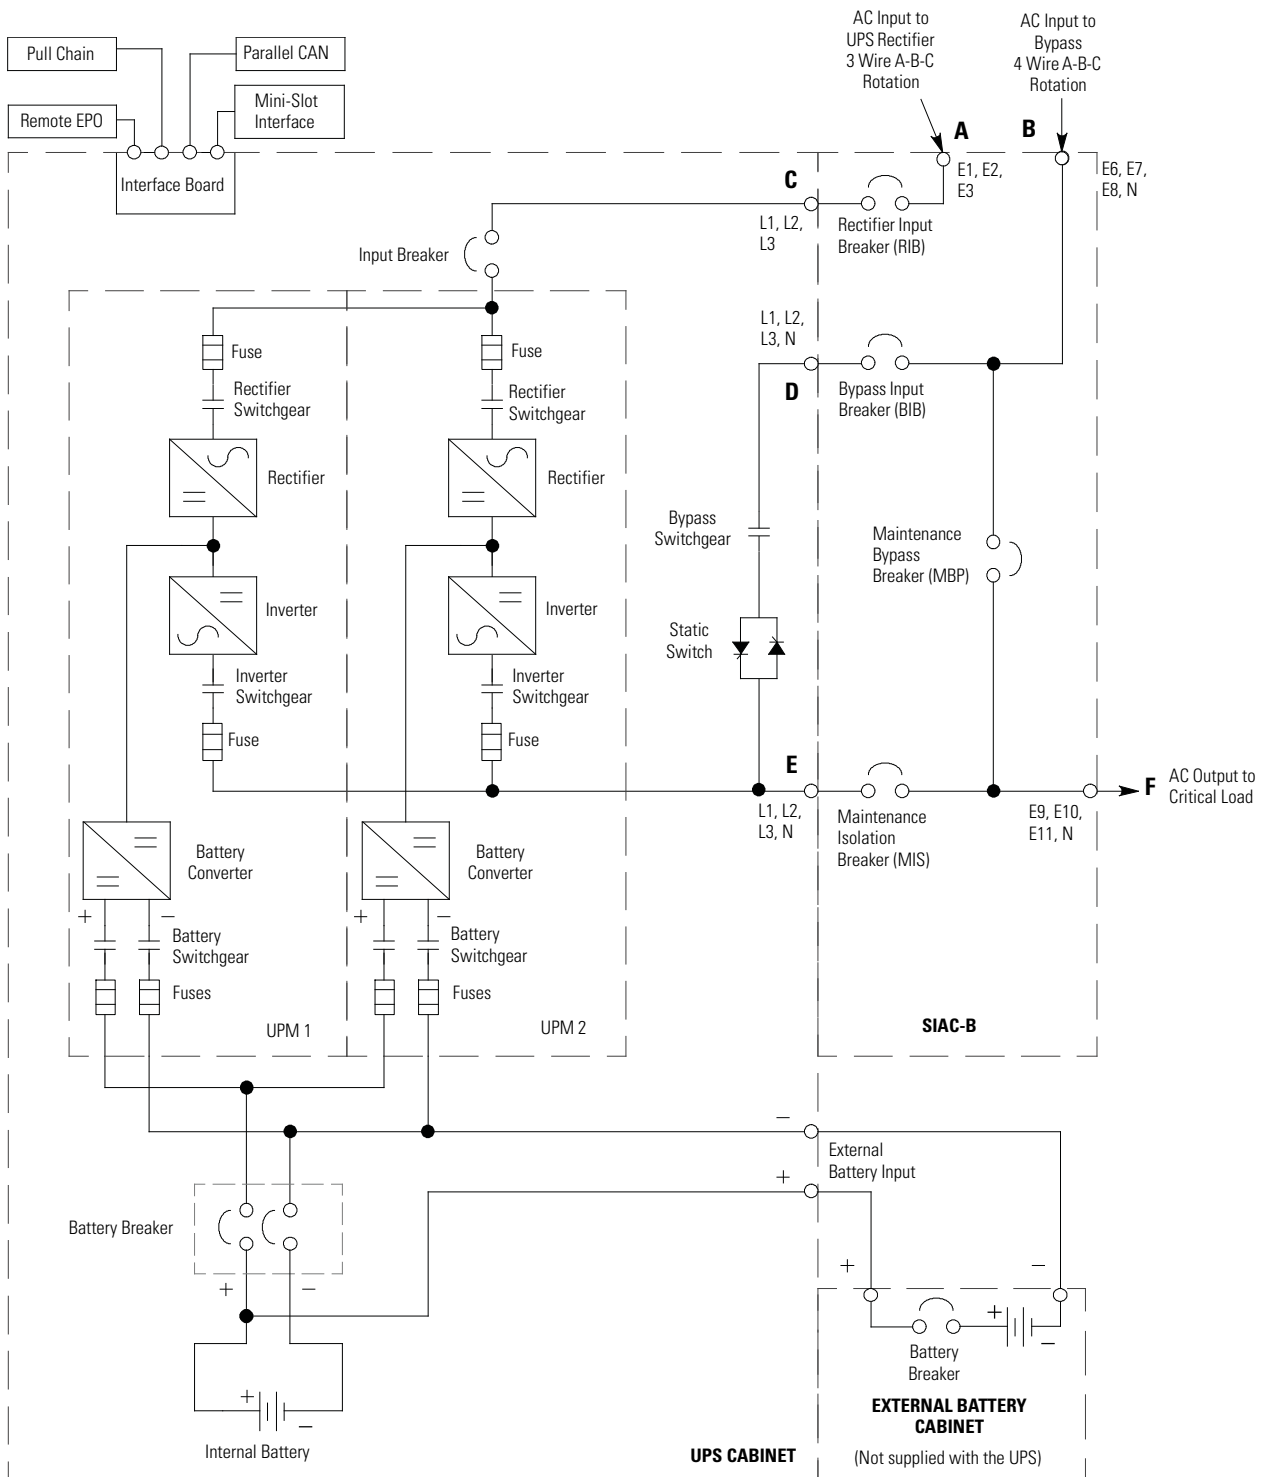 AC Input to
UPS Rectifier
3 Wire A-B-C
Rotation
AC Input to
Bypass
4 Wire A-B-C
Rotation
Pull Chain
Parallel CAN
Remote EPO
Mini-Slot
Interface
Interface Board
A
B
E1, E2,
E3
E6, E7,
E8, N
C
L1, L2,
L3
Rectifier Input
Breaker (RIB)
Input Breaker
L1, L2,
L3, N
D
Bypass Input
Breaker (BIB)
Fuse
Fuse
Rectifier
Switchgear
Rectifier
Switchgear
Rectifier
Rectifier
Bypass
Switchgear
Maintenance
Bypass
Breaker (MBP)
Inverter
Inverter
Static
Switch
Inverter
Switchgear
Inverter
Switchgear
Fuse
Fuse
E
L1, L2,
L3, N
Maintenance
Isolation
Breaker (MIS)
E9, E10,
E11, N
F
AC Output to
Critical Load
Battery
Converter
Battery
Converter
+
−
+
−
Battery
Switchgear
Battery
Switchgear
Fuses
Fuses
UPM 1
UPM 2
SIAC-B
−
External
Battery Input
+
Battery Breaker
+
−
+
−
+
−
Battery
Breaker
+
−
Internal Battery
EXTERNAL BATTERY
CABINET
(Not supplied with the UPS)
UPS CABINET